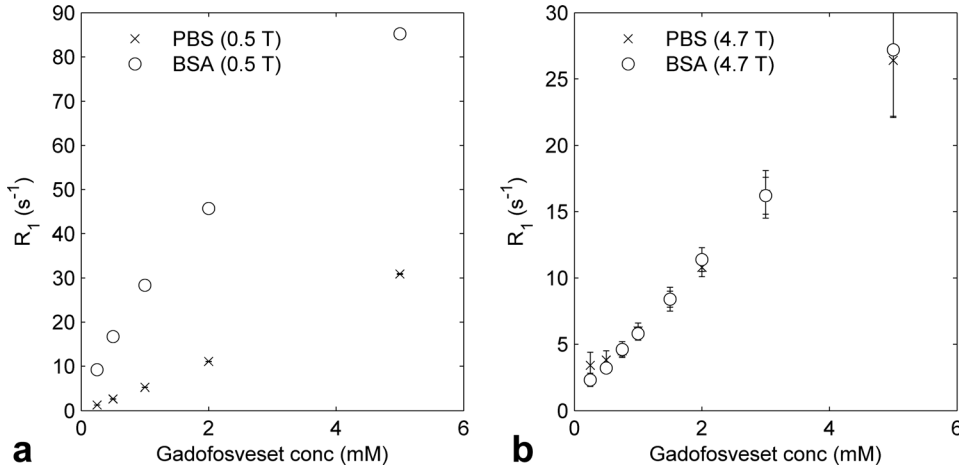 90
80
70
60
50
40
30
20
10
0
R1 (s-1)
× PBS (0.5 T)
○ BSA (0.5 T)
0 2 4 6
Gadofosveset conc (mM)
a
30
25
20
15
10
5
0
R1 (s-1)
× PBS (4.7 T)
○ BSA (4.7 T)
0 2 4 6
Gadofosveset conc (mM)
b